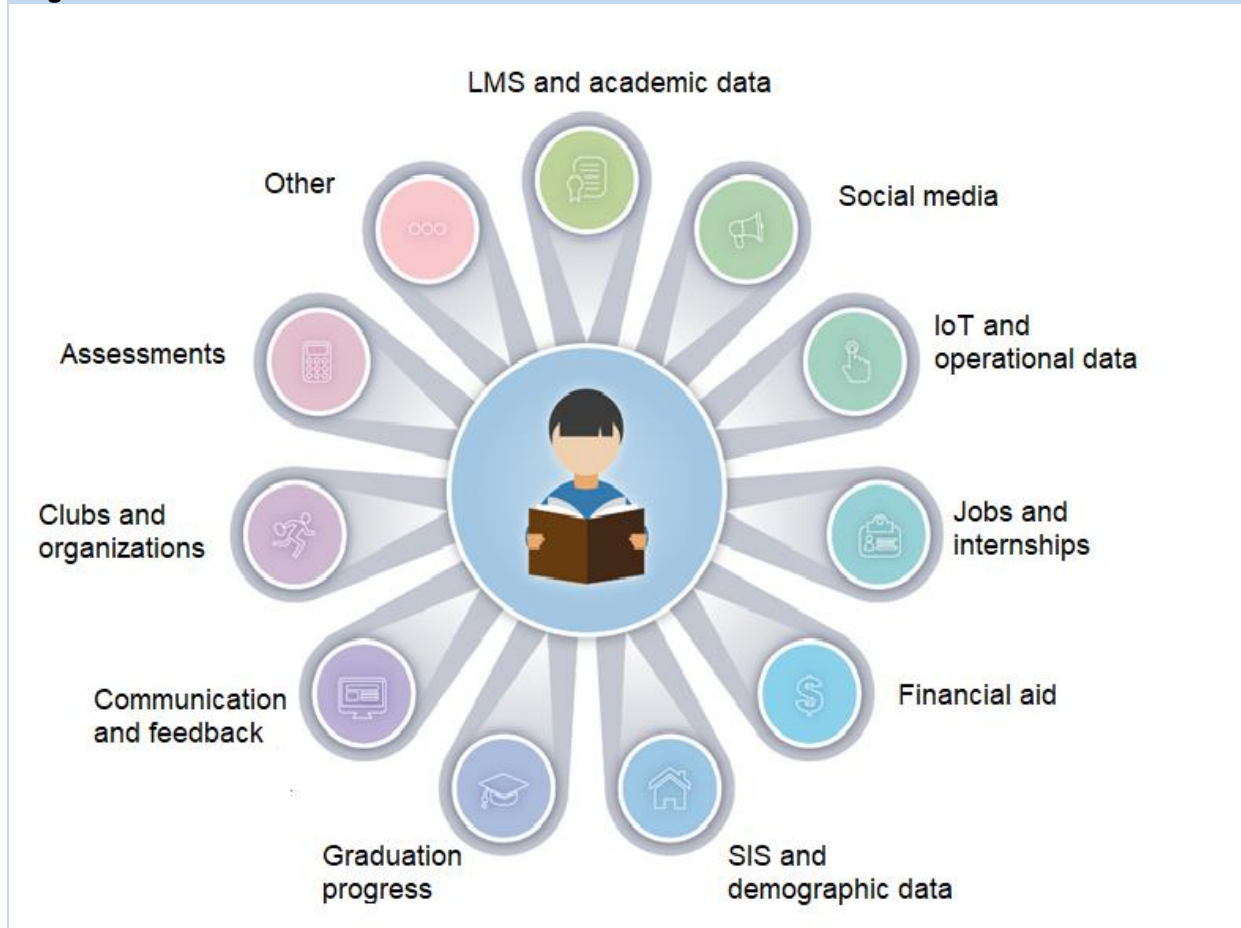 LMS and academic data
Social media
IoT and
operational data
Jobs and
internships
Financial aid
SIS and
demographic data
Graduation
progress
Communication
and feedback
Clubs and
organizations
Assessments
Other
$